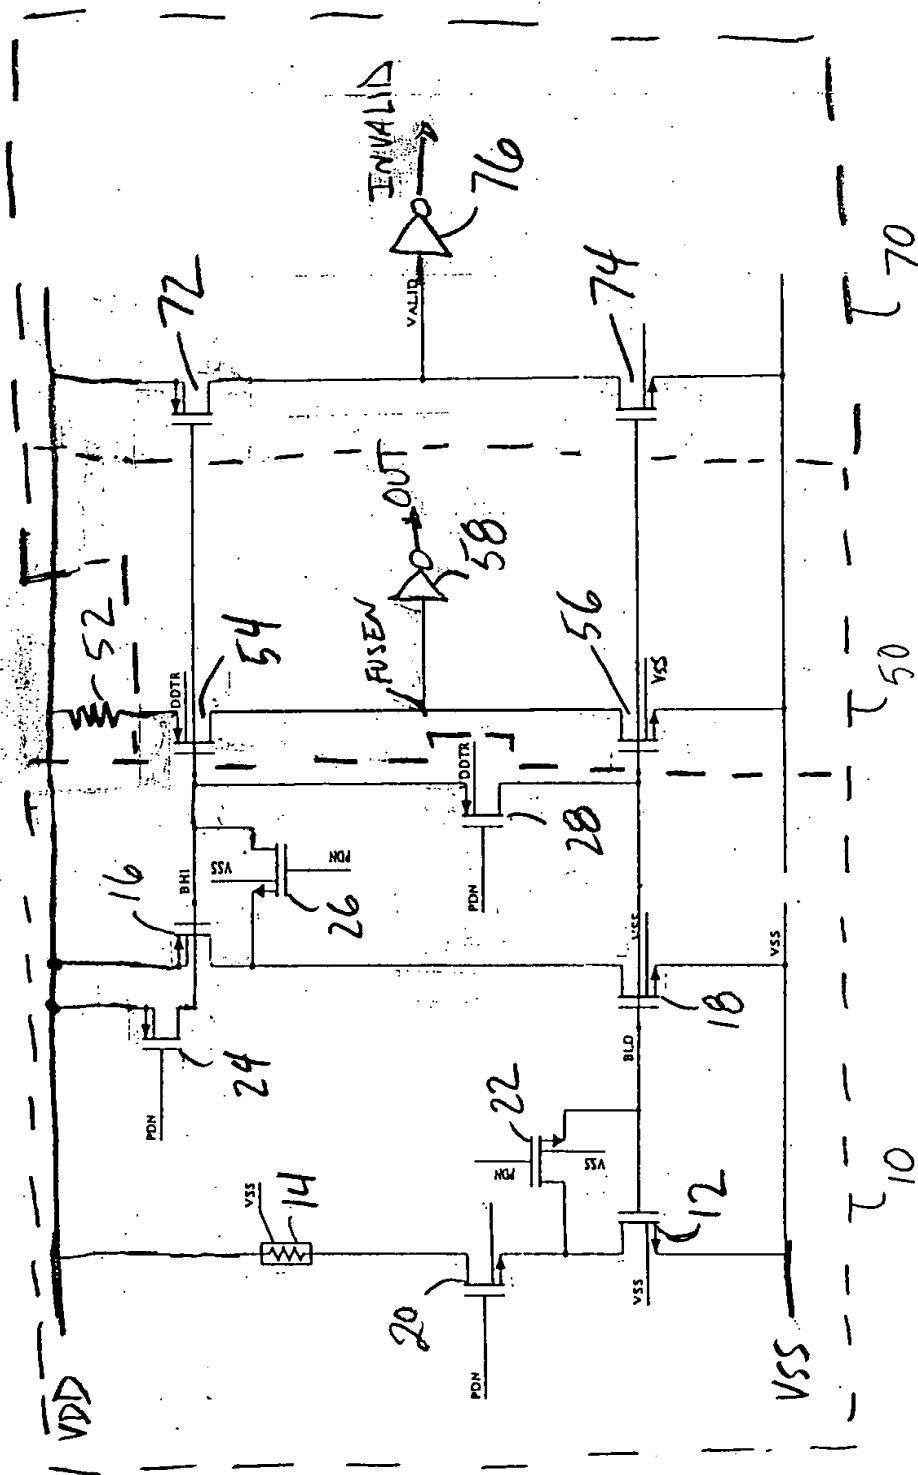 VDD
52
DDTR
54
72
INVALID
VALID
76
OUT
58
FUSEN
16
BHI
VSS
PDN
26
24
PDN
VSS
14
20
PDN
PDN
22
VSS
DDTR
28
PDN
56
VSS
74
VSS
18
BLO
12
VSS
VSS
VSS
10
50
70